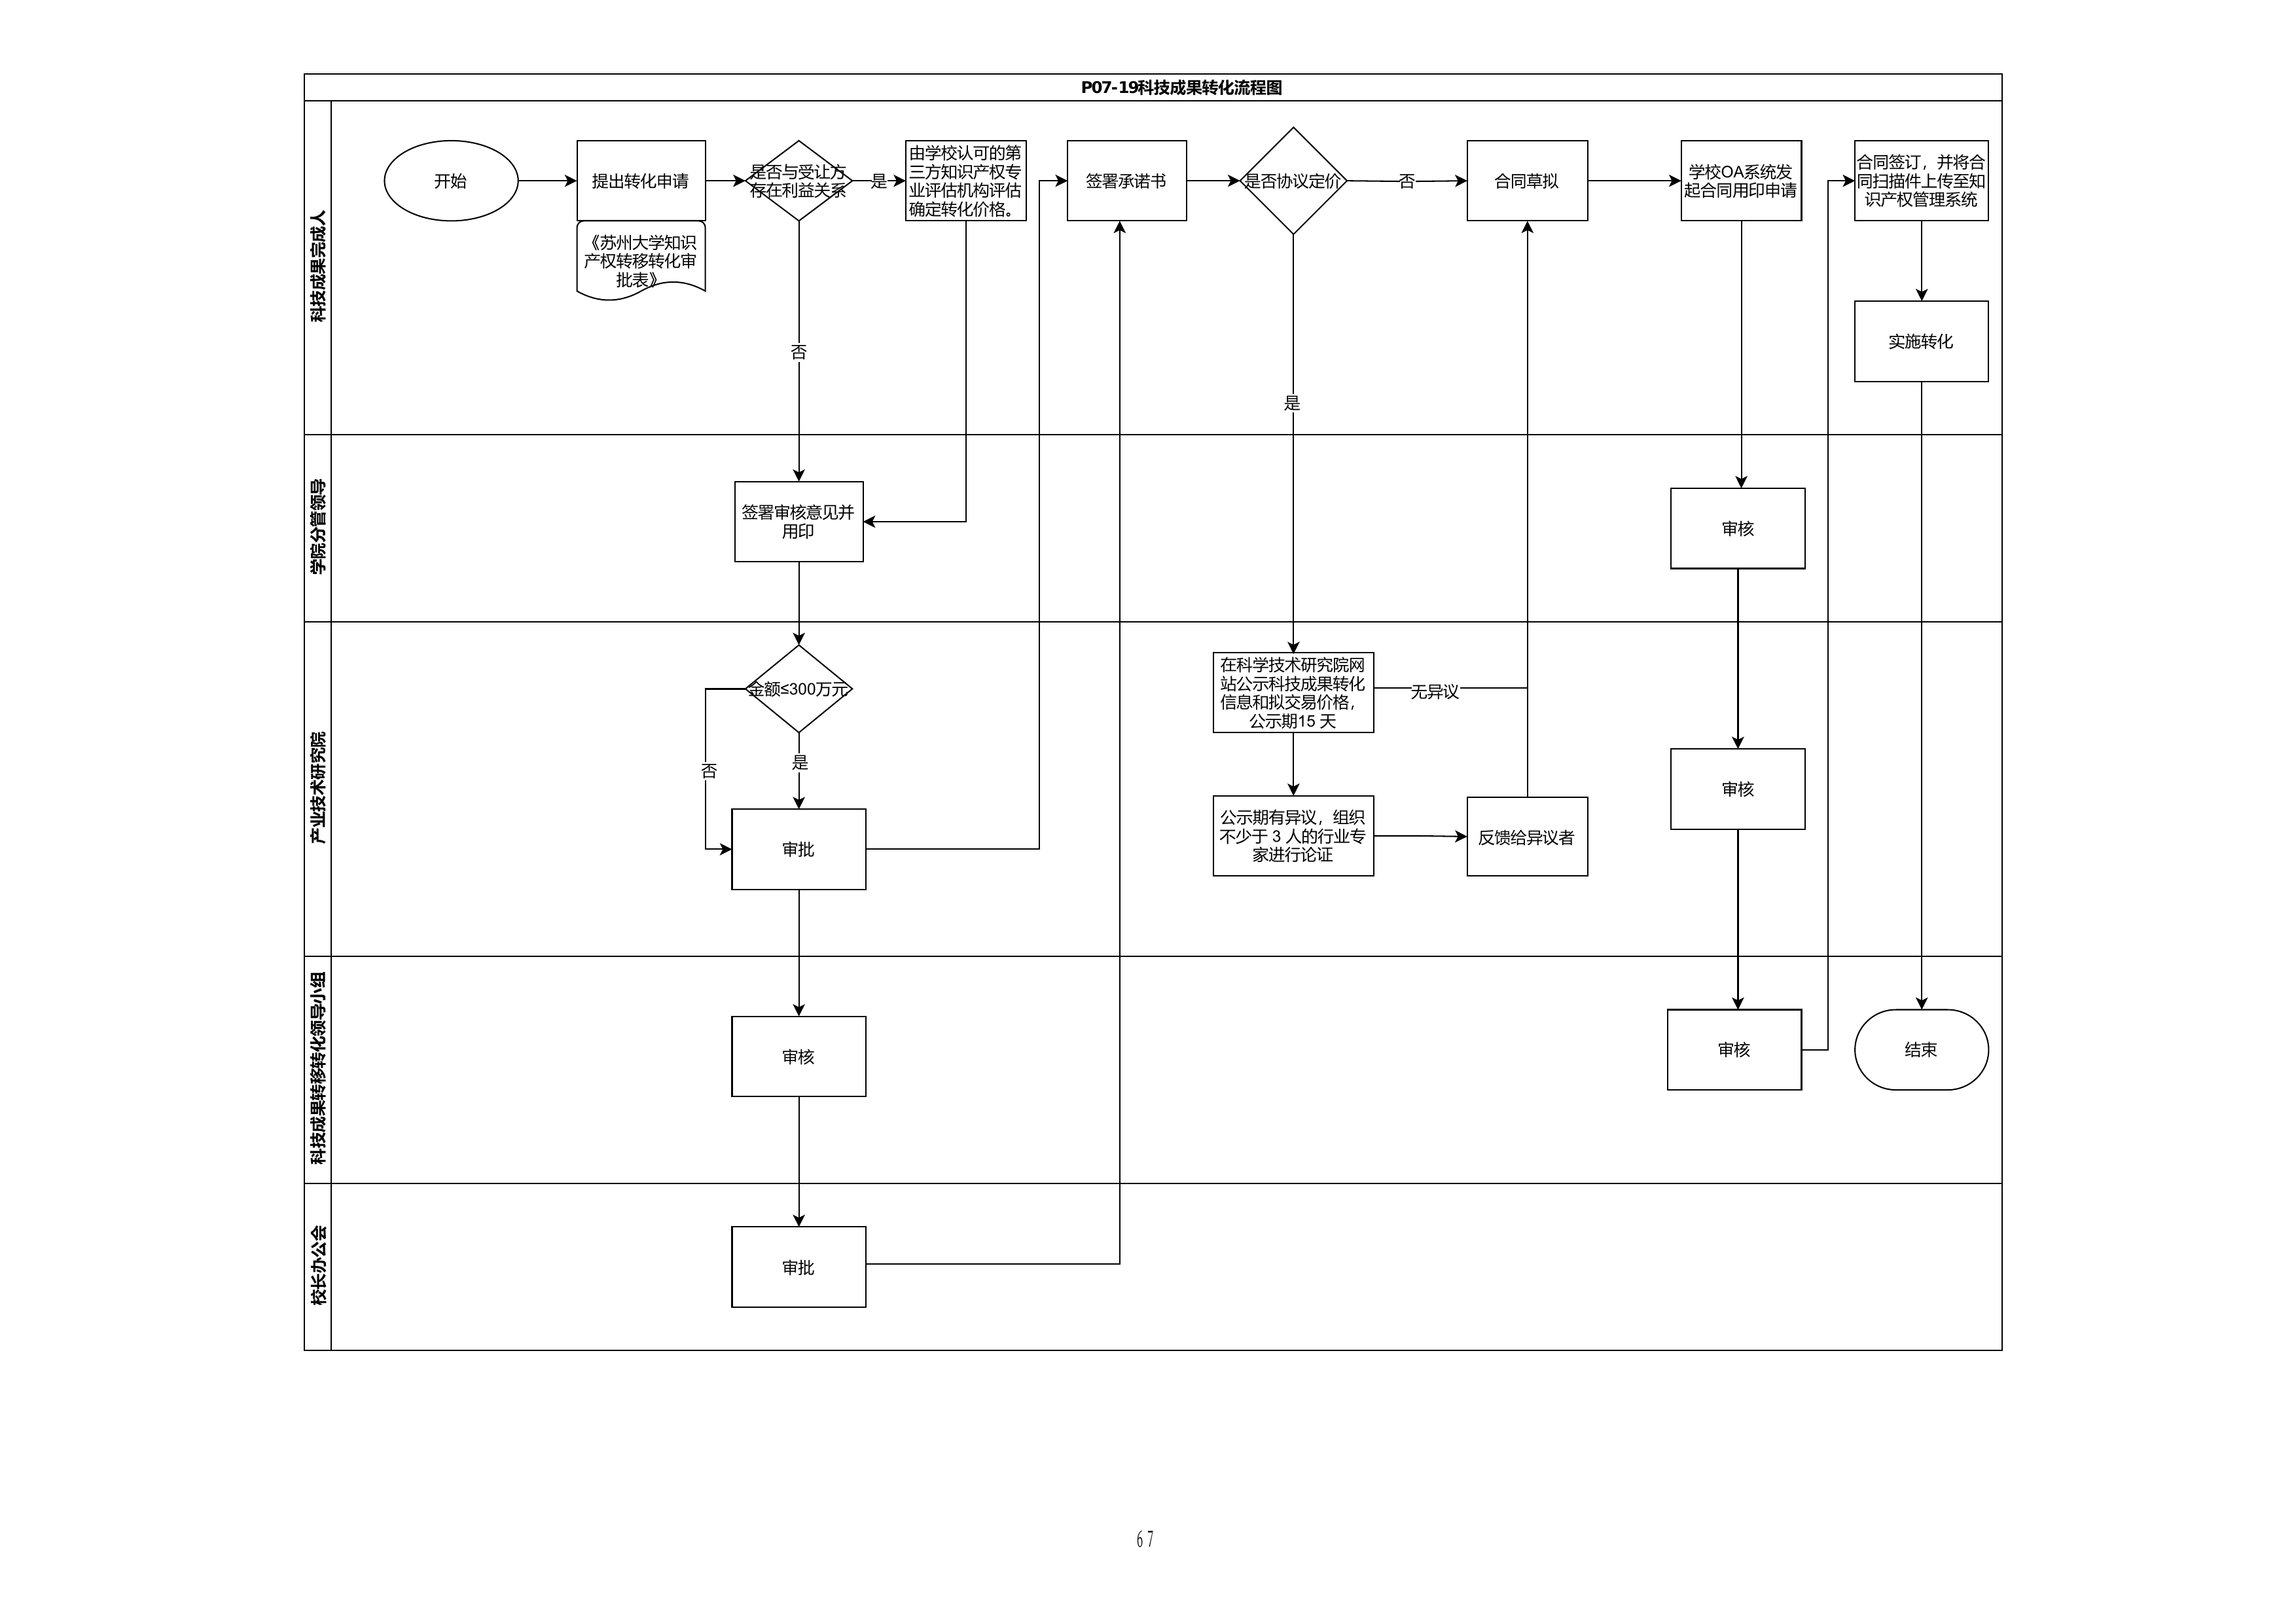 P07-19科技成果转化流程图
科技成果完成人
开始
提出转化申请
《苏州大学知识
产权转移转化审
批表》
是否与受让方
存在利益关系
是
否
由学校认可的第
三方知识产权专
业评估机构评估
确定转化价格。
签署承诺书
是否协议定价
否
是
合同草拟
学校OA系统发
起合同用印申请
合同签订，并将合
同扫描件上传至知
识产权管理系统
实施转化
学院分管领导
签署审核意见并
用印
审核
产业技术研究院
金额≤300万元
否
是
审批
在科学技术研究院网
站公示科技成果转化
信息和拟交易价格，
公示期15 天
无异议
公示期有异议，组织
不少于 3 人的行业专
家进行论证
反馈给异议者
审核
科技成果转移转化领导小组
审核
审核
结束
校长办公会
审批
67